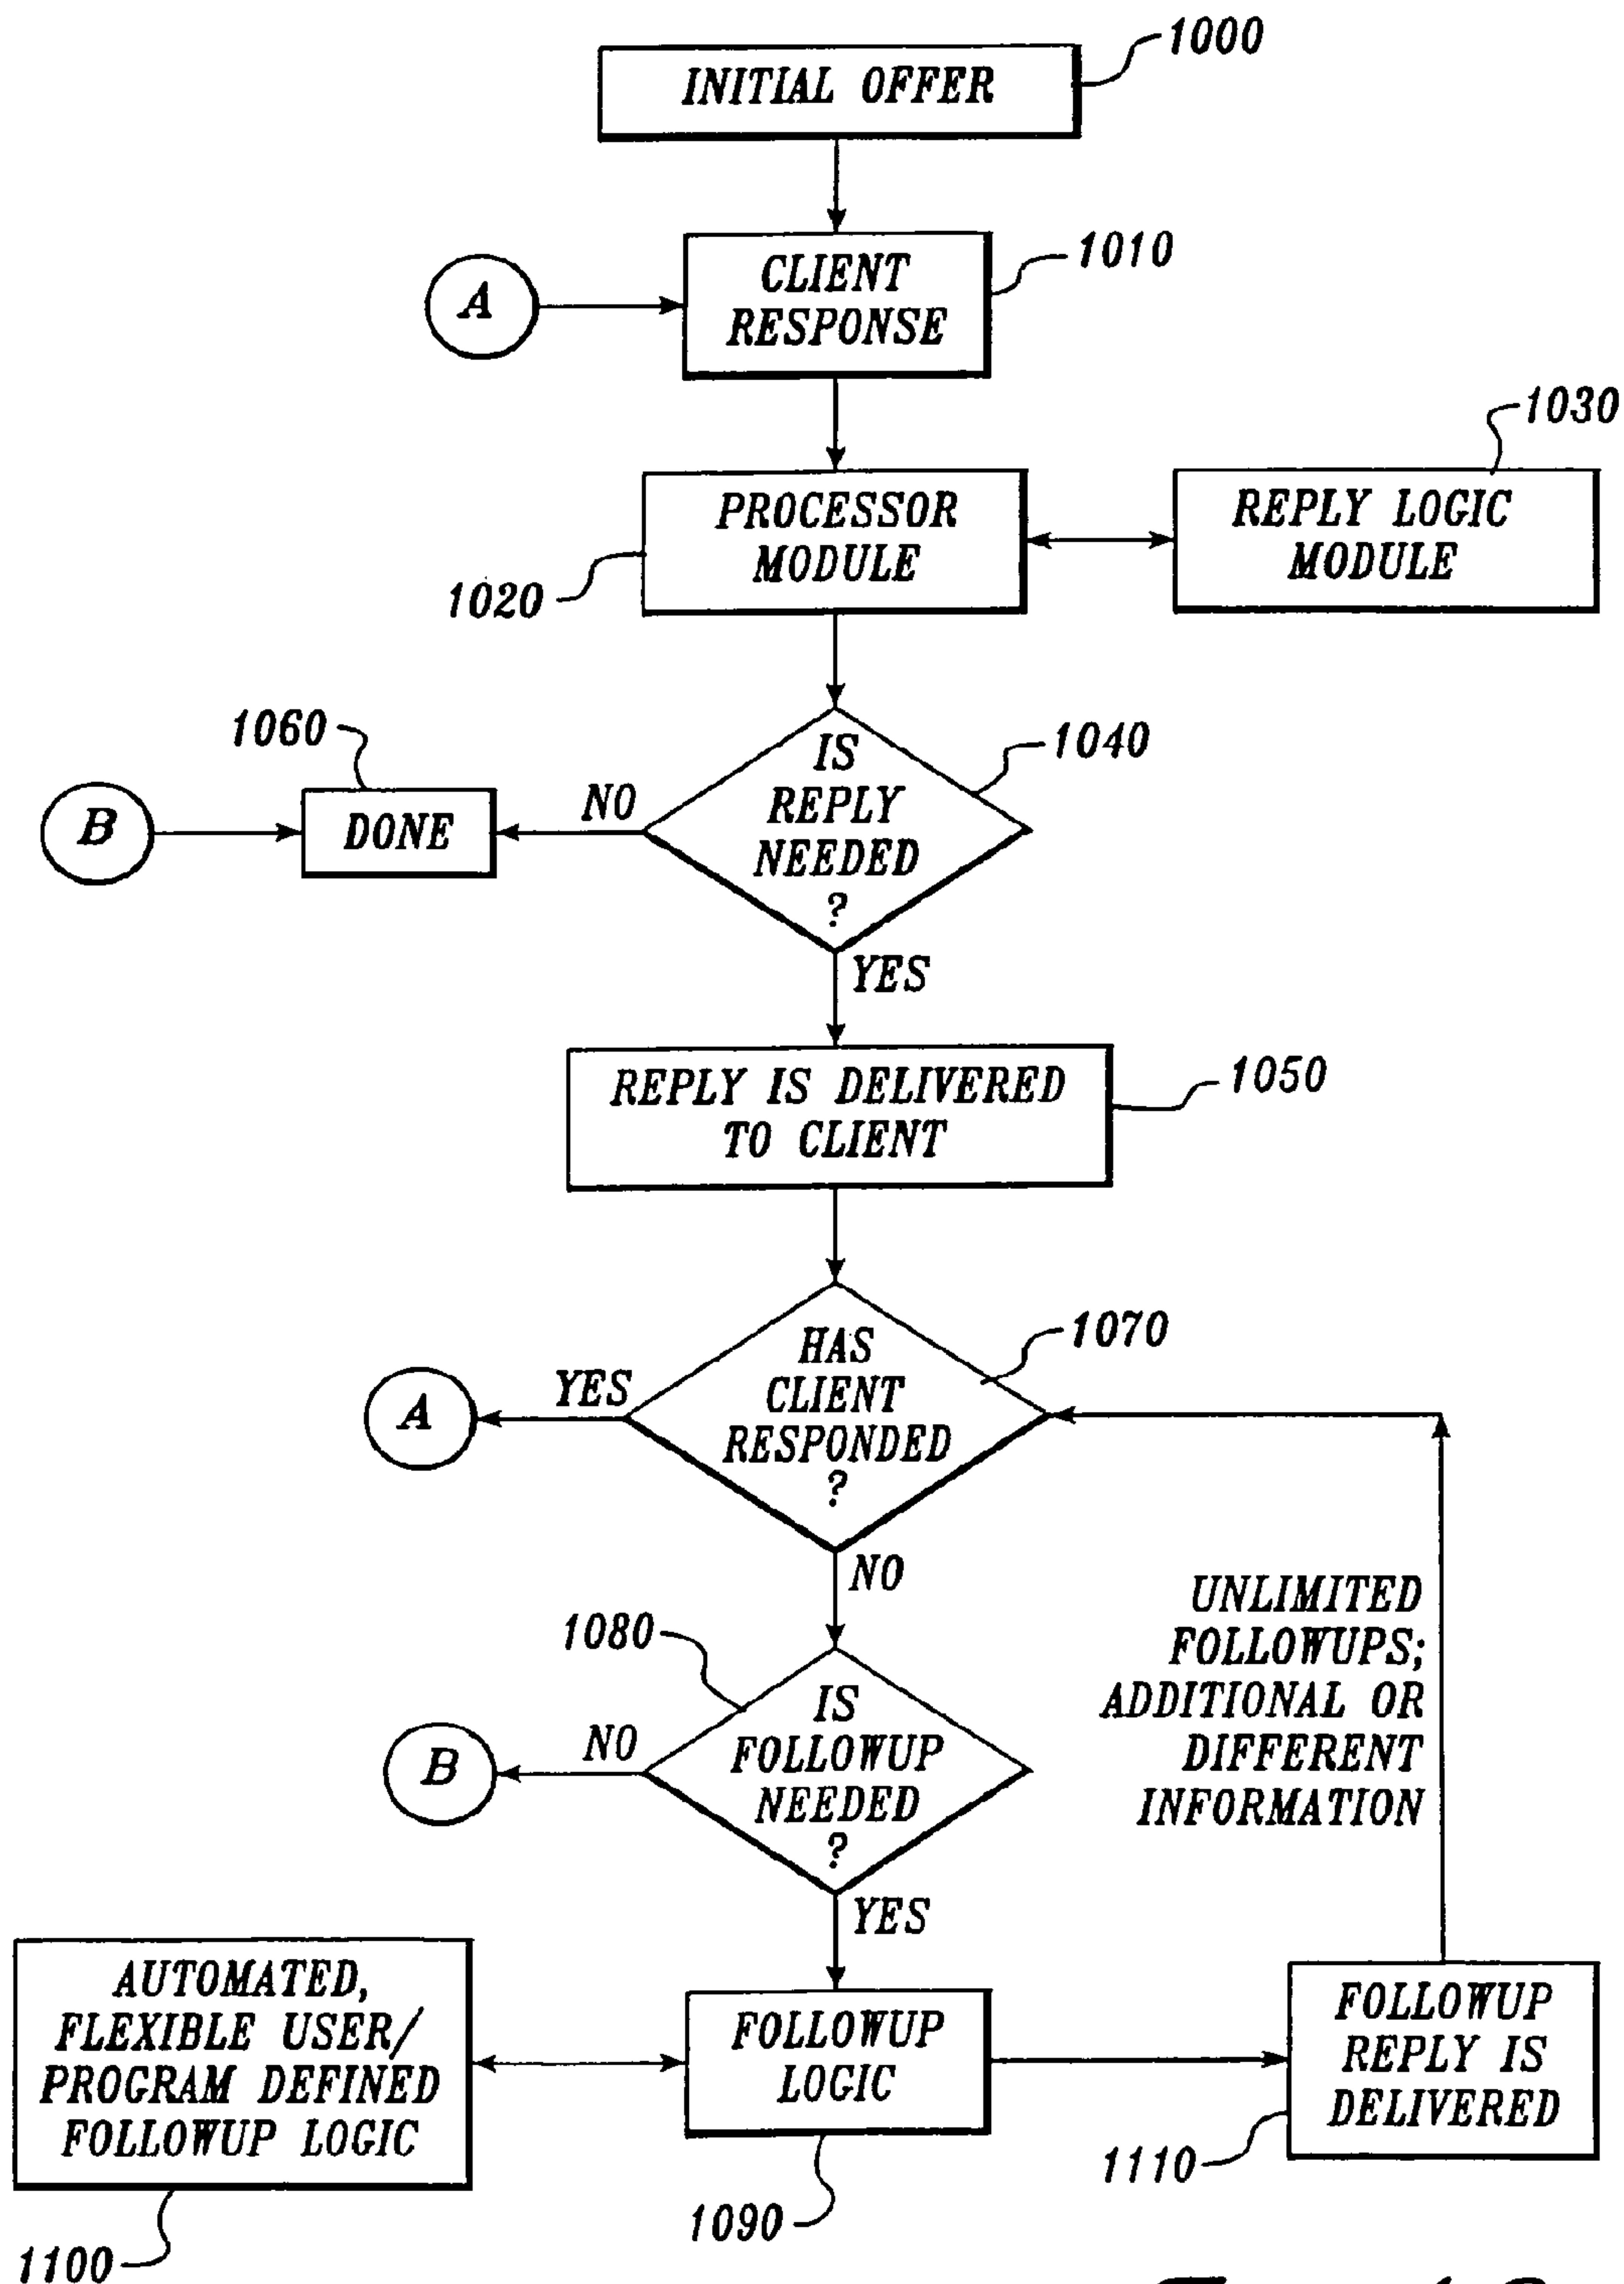 1000
INITIAL OFFER
1010
CLIENT
RESPONSE
A
1030
PROCESSOR
MODULE
REPLY LOGIC
MODULE
1020
1060
1040
IS
REPLY
NEEDED
?
NO
B
DONE
YES
REPLY IS DELIVERED
TO CLIENT
1050
1070
HAS
CLIENT
RESPONDED
?
YES
A
NO
1080
UNLIMITED
FOLLOWUPS;
ADDITIONAL OR
DIFFERENT
INFORMATION
IS
FOLLOWUP
NEEDED
?
NO
B
YES
AUTOMATED,
FLEXIBLE USER/
PROGRAM DEFINED
FOLLOWUP LOGIC
FOLLOWUP
LOGIC
FOLLOWUP
REPLY IS
DELIVERED
1110
1090
1100